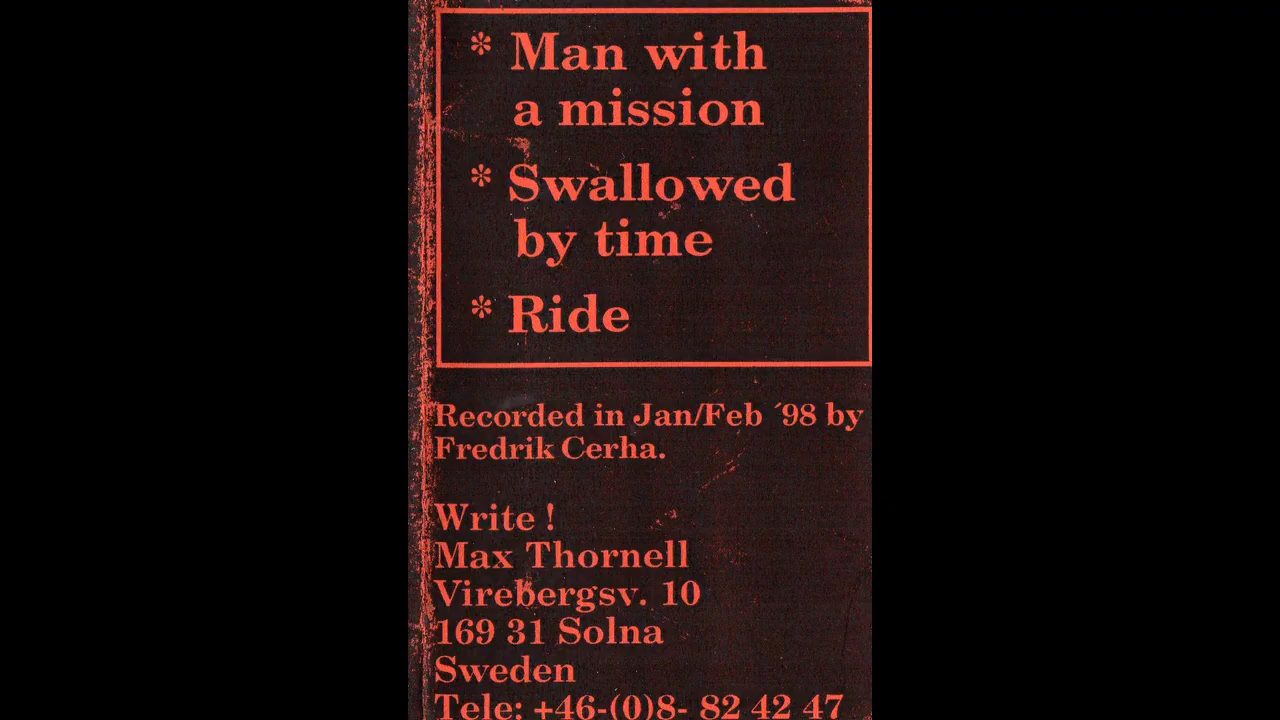 * Man with
a mission
* Swallowed
by time
* Ride
Recorded in Jan/Feb ´98 by
Fredrik Cerha.
Write !
Max Thornell
Virebergsv. 10
169 31 Solna
Sweden
Tele: +46-(0)8- 82 42 47